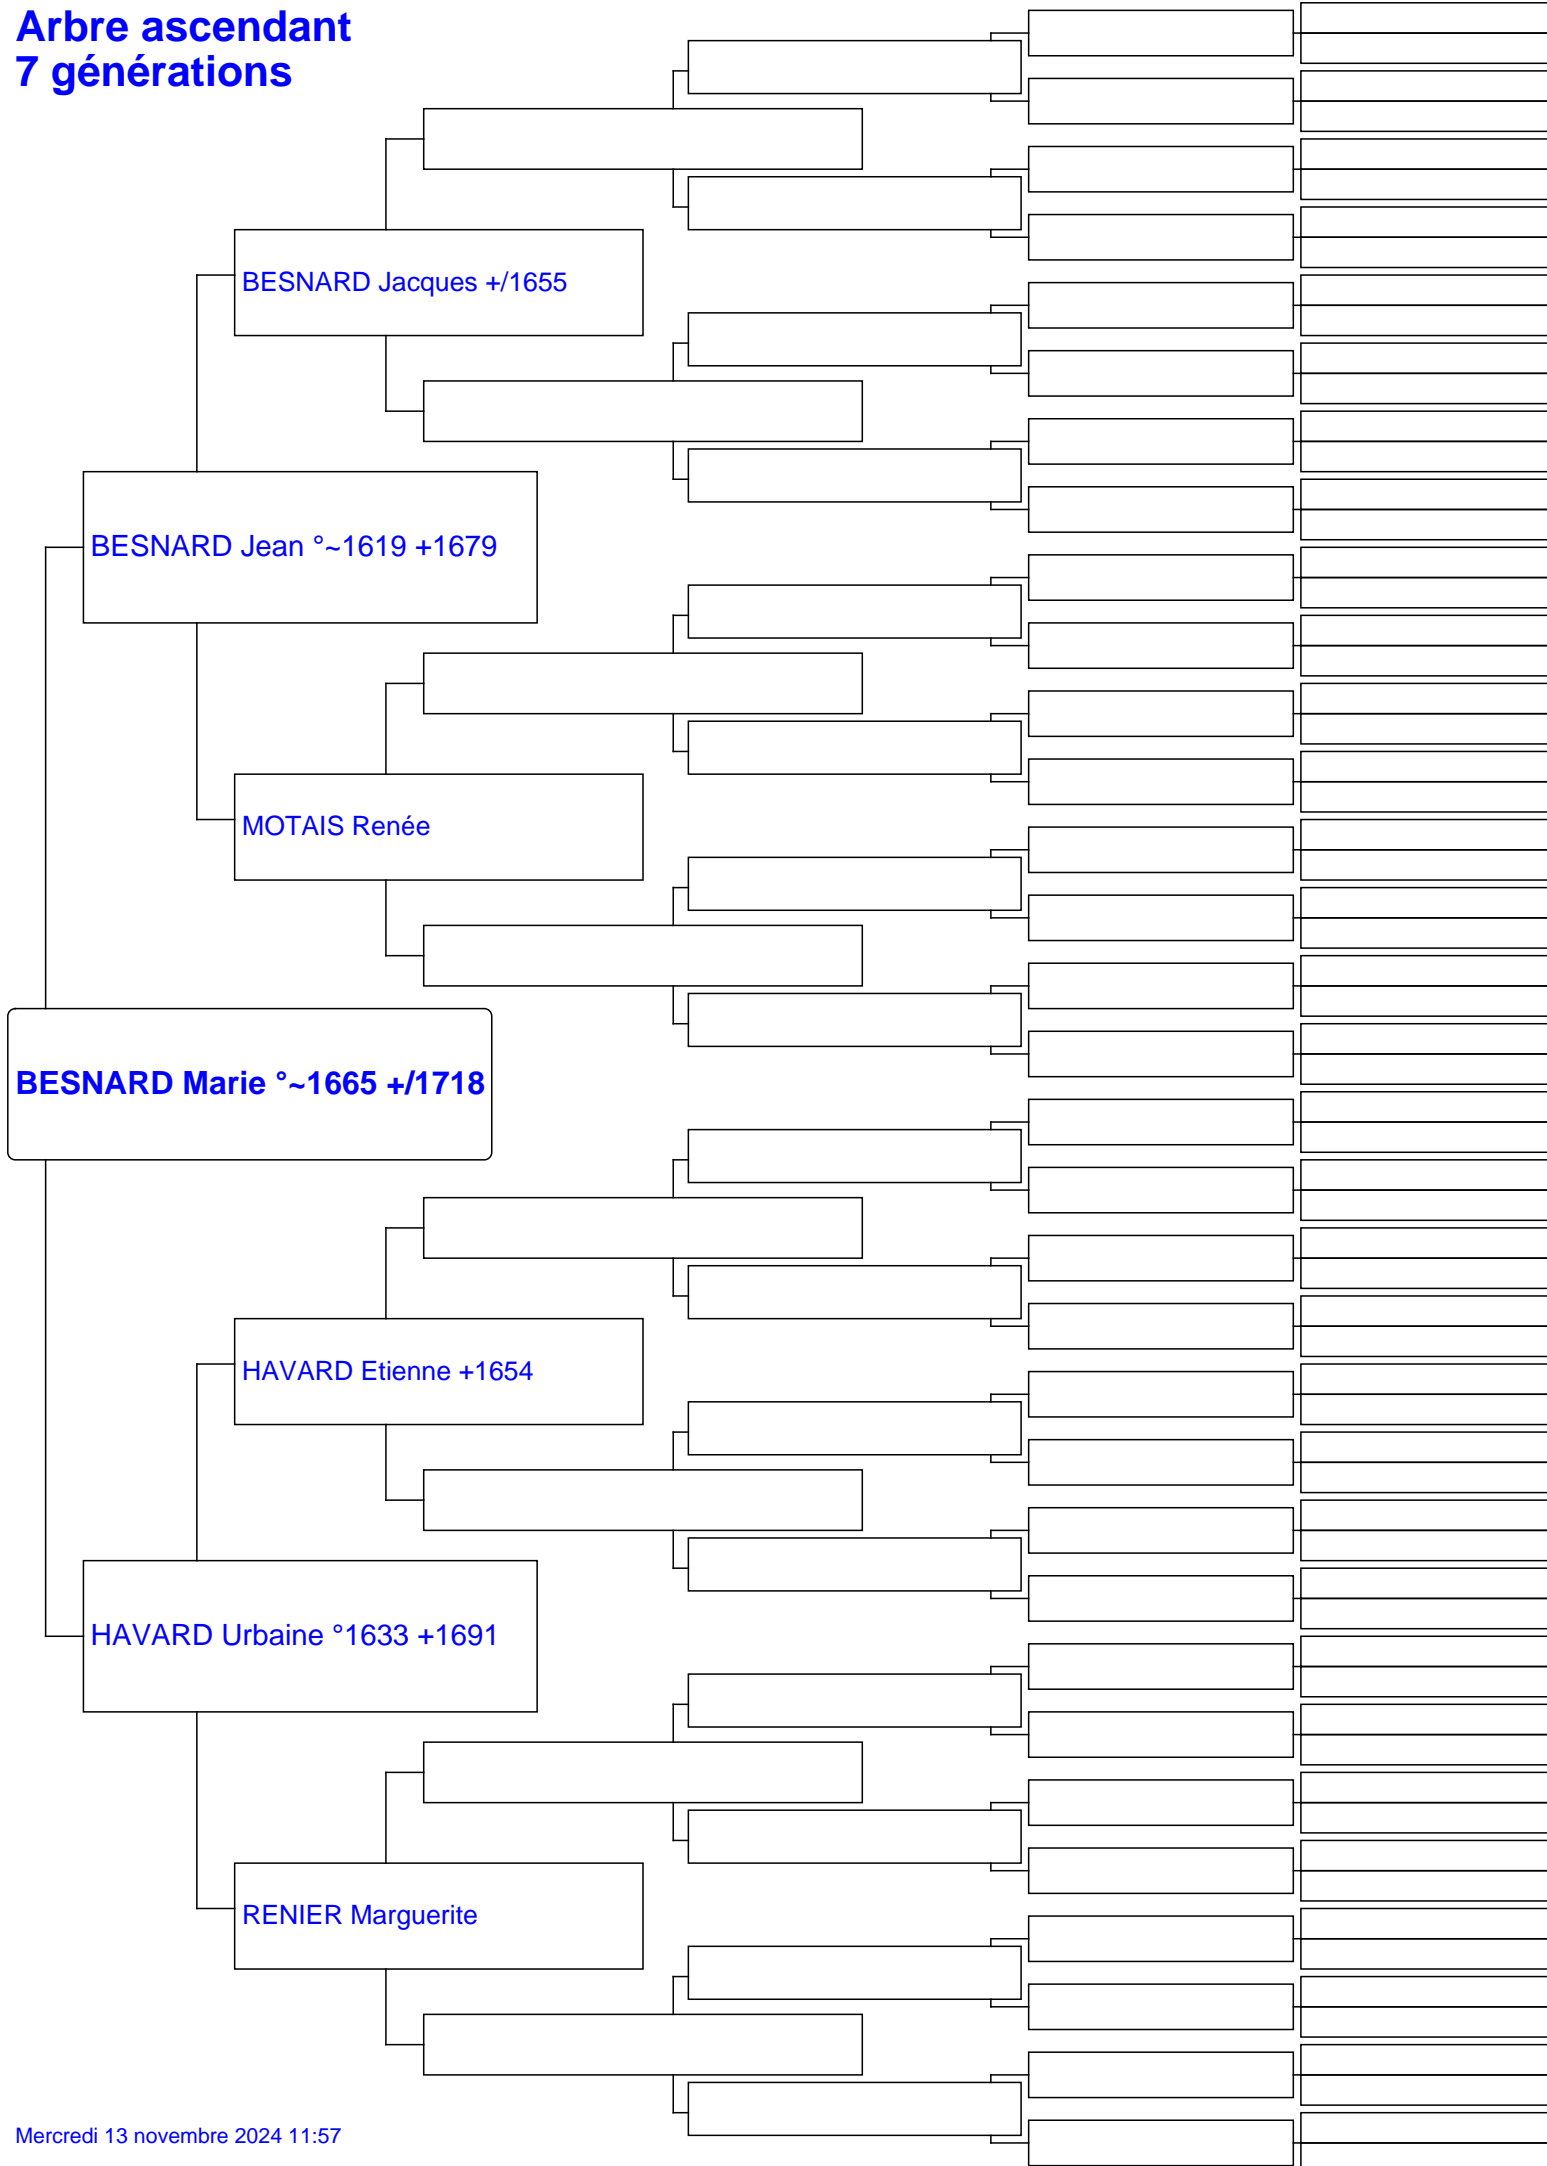 Arbre ascendant
7 générations
BESNARD Jacques +/1655
BESNARD Jean °~1619 +1679
MOTAIS Renée
BESNARD Marie °~1665 +/1718
HAVARD Etienne +1654
HAVARD Urbaine °1633 +1691
RENIER Marguerite
Mercredi 13 novembre 2024 11:57